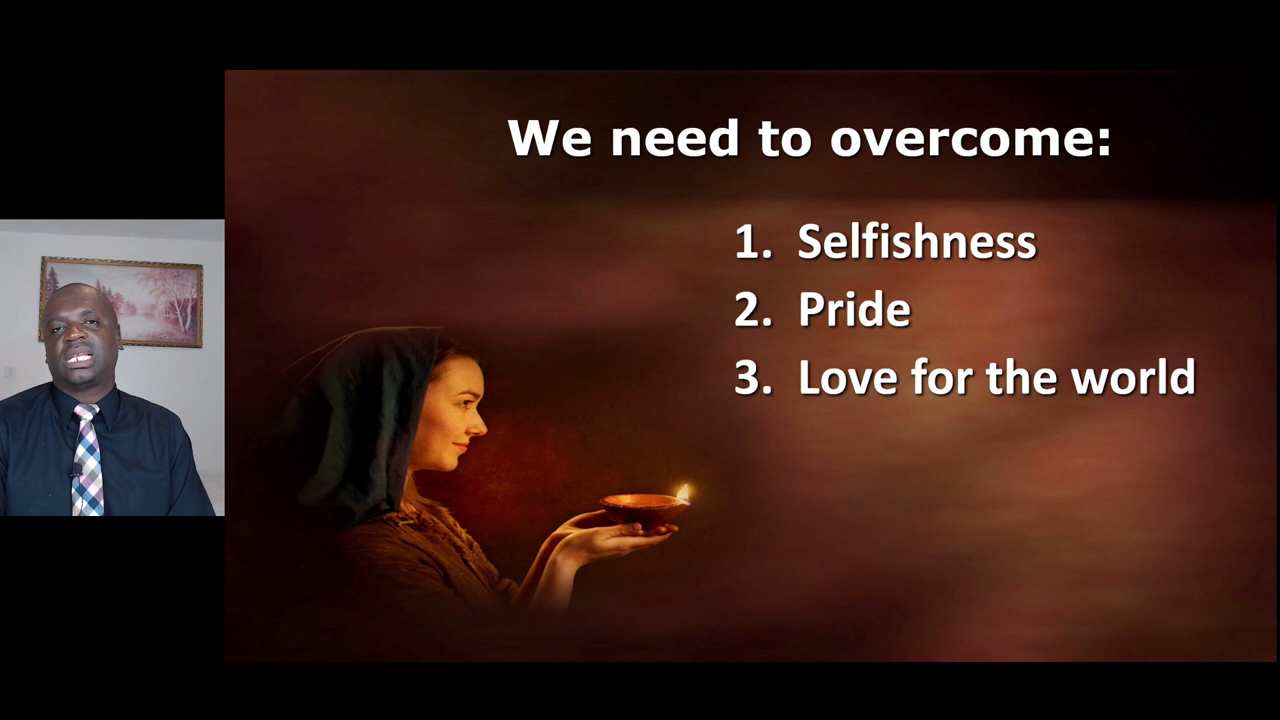 We need to overcome:
1. Selfishness
2. Pride
3. Love for the world